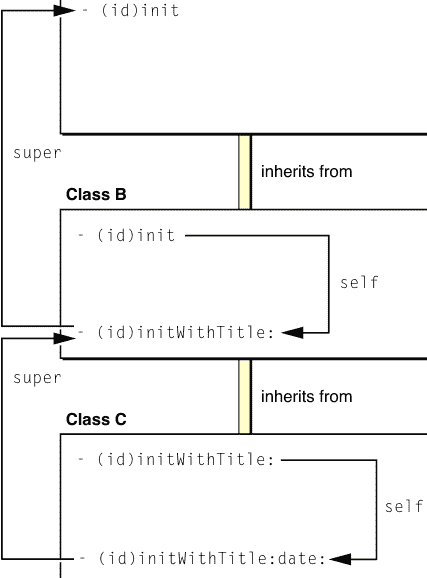 - (id)init
super
inherits from
Class B
- (id)init
self
- (id)initWithTitle:
super
inherits from
Class C
- (id)initWithTitle:
self
- (id)initWithTitle:date: